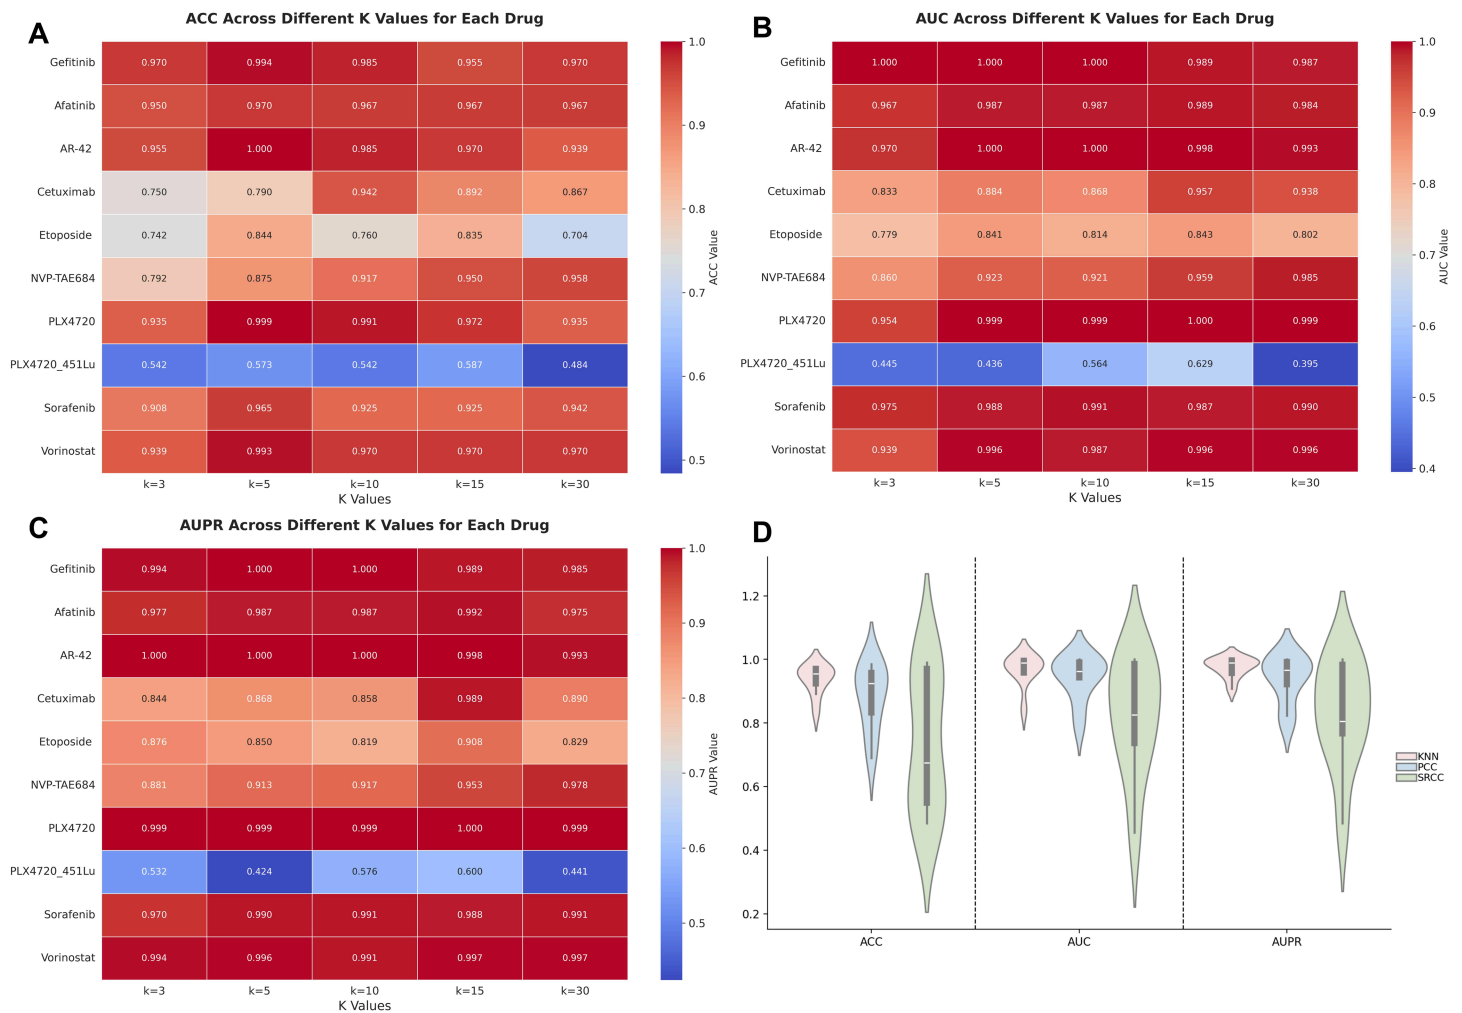 A
ACC Across Different K Values for Each Drug
Gefitinib 0.970 0.994 0.985 0.955 0.970
Afatinib 0.950 0.970 0.967 0.967 0.967
AR-42 0.955 1.000 0.985 0.970 0.939
Cetuximab 0.750 0.790 0.942 0.892 0.867
Etoposide 0.742 0.844 0.760 0.835 0.704
NVP-TAE684 0.792 0.875 0.917 0.950 0.958
PLX4720 0.935 0.999 0.991 0.972 0.935
PLX4720_451Lu 0.542 0.573 0.542 0.587 0.484
Sorafenib 0.908 0.965 0.925 0.925 0.942
Vorinostat 0.939 0.993 0.970 0.970 0.970
k=3 k=5 k=10 k=15 k=30
K Values
1.0
0.9
0.8
0.7
0.6
0.5
ACC Value
B
AUC Across Different K Values for Each Drug
Gefitinib 1.000 1.000 1.000 0.989 0.987
Afatinib 0.967 0.987 0.987 0.989 0.984
AR-42 0.970 1.000 1.000 0.998 0.993
Cetuximab 0.833 0.884 0.868 0.957 0.938
Etoposide 0.779 0.841 0.814 0.843 0.802
NVP-TAE684 0.860 0.923 0.921 0.959 0.985
PLX4720 0.954 0.999 0.999 1.000 0.999
PLX4720_451Lu 0.445 0.436 0.564 0.629 0.395
Sorafenib 0.975 0.988 0.991 0.987 0.990
Vorinostat 0.939 0.996 0.987 0.996 0.996
k=3 k=5 k=10 k=15 k=30
K Values
1.0
0.9
0.8
0.7
0.6
0.5
0.4
AUC Value
C
AUPR Across Different K Values for Each Drug
Gefitinib 0.994 1.000 1.000 0.989 0.985
Afatinib 0.977 0.987 0.987 0.992 0.975
AR-42 1.000 1.000 1.000 0.998 0.993
Cetuximab 0.844 0.868 0.858 0.989 0.890
Etoposide 0.876 0.850 0.819 0.908 0.829
NVP-TAE684 0.881 0.913 0.917 0.953 0.978
PLX4720 0.999 0.999 0.999 1.000 0.999
PLX4720_451Lu 0.532 0.424 0.576 0.600 0.441
Sorafenib 0.970 0.990 0.991 0.988 0.991
Vorinostat 0.994 0.996 0.991 0.997 0.997
k=3 k=5 k=10 k=15 k=30
K Values
1.0
0.9
0.8
0.7
0.6
0.5
AUPR Value
D
1.2
1.0
0.8
0.6
0.4
0.2
ACC AUC AUPR
KNN
PCC
SRCC